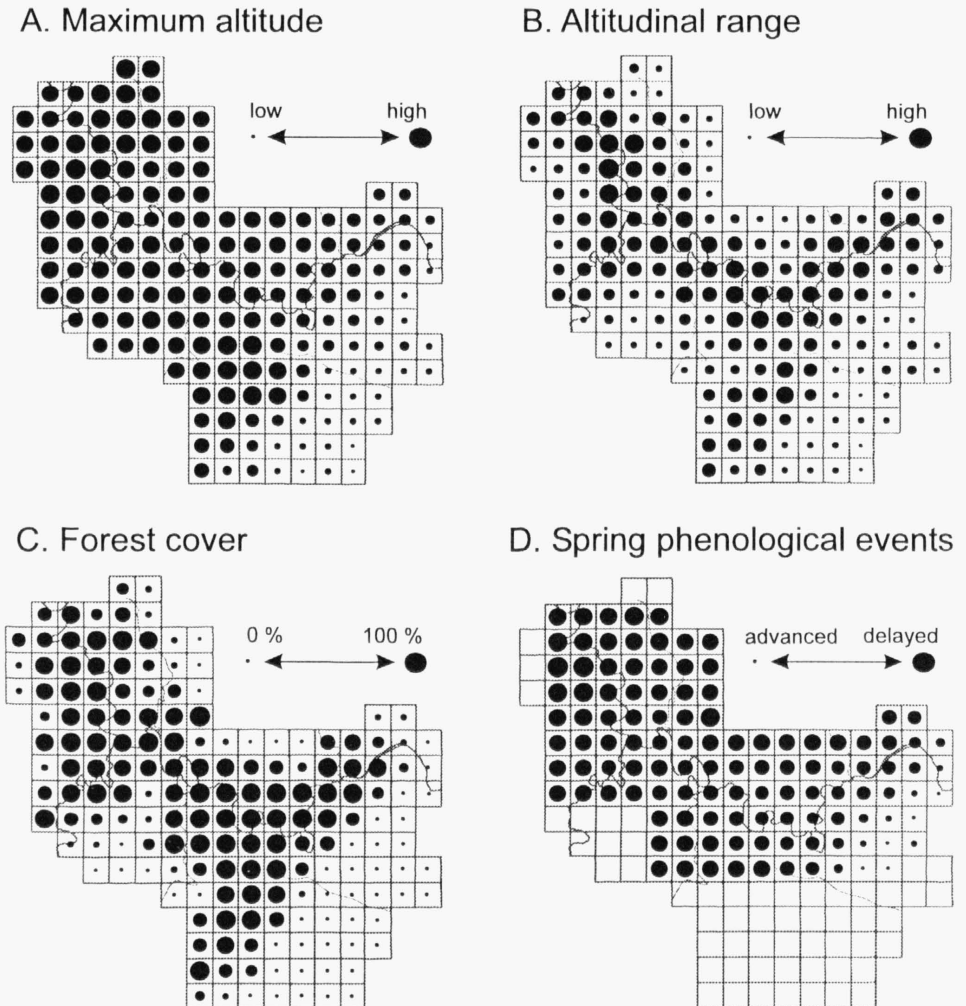 A. Maximum altitude
low high
B. Altitudinal range
low high
C. Forest cover
0 % 100 %
D. Spring phenological events
advanced delayed